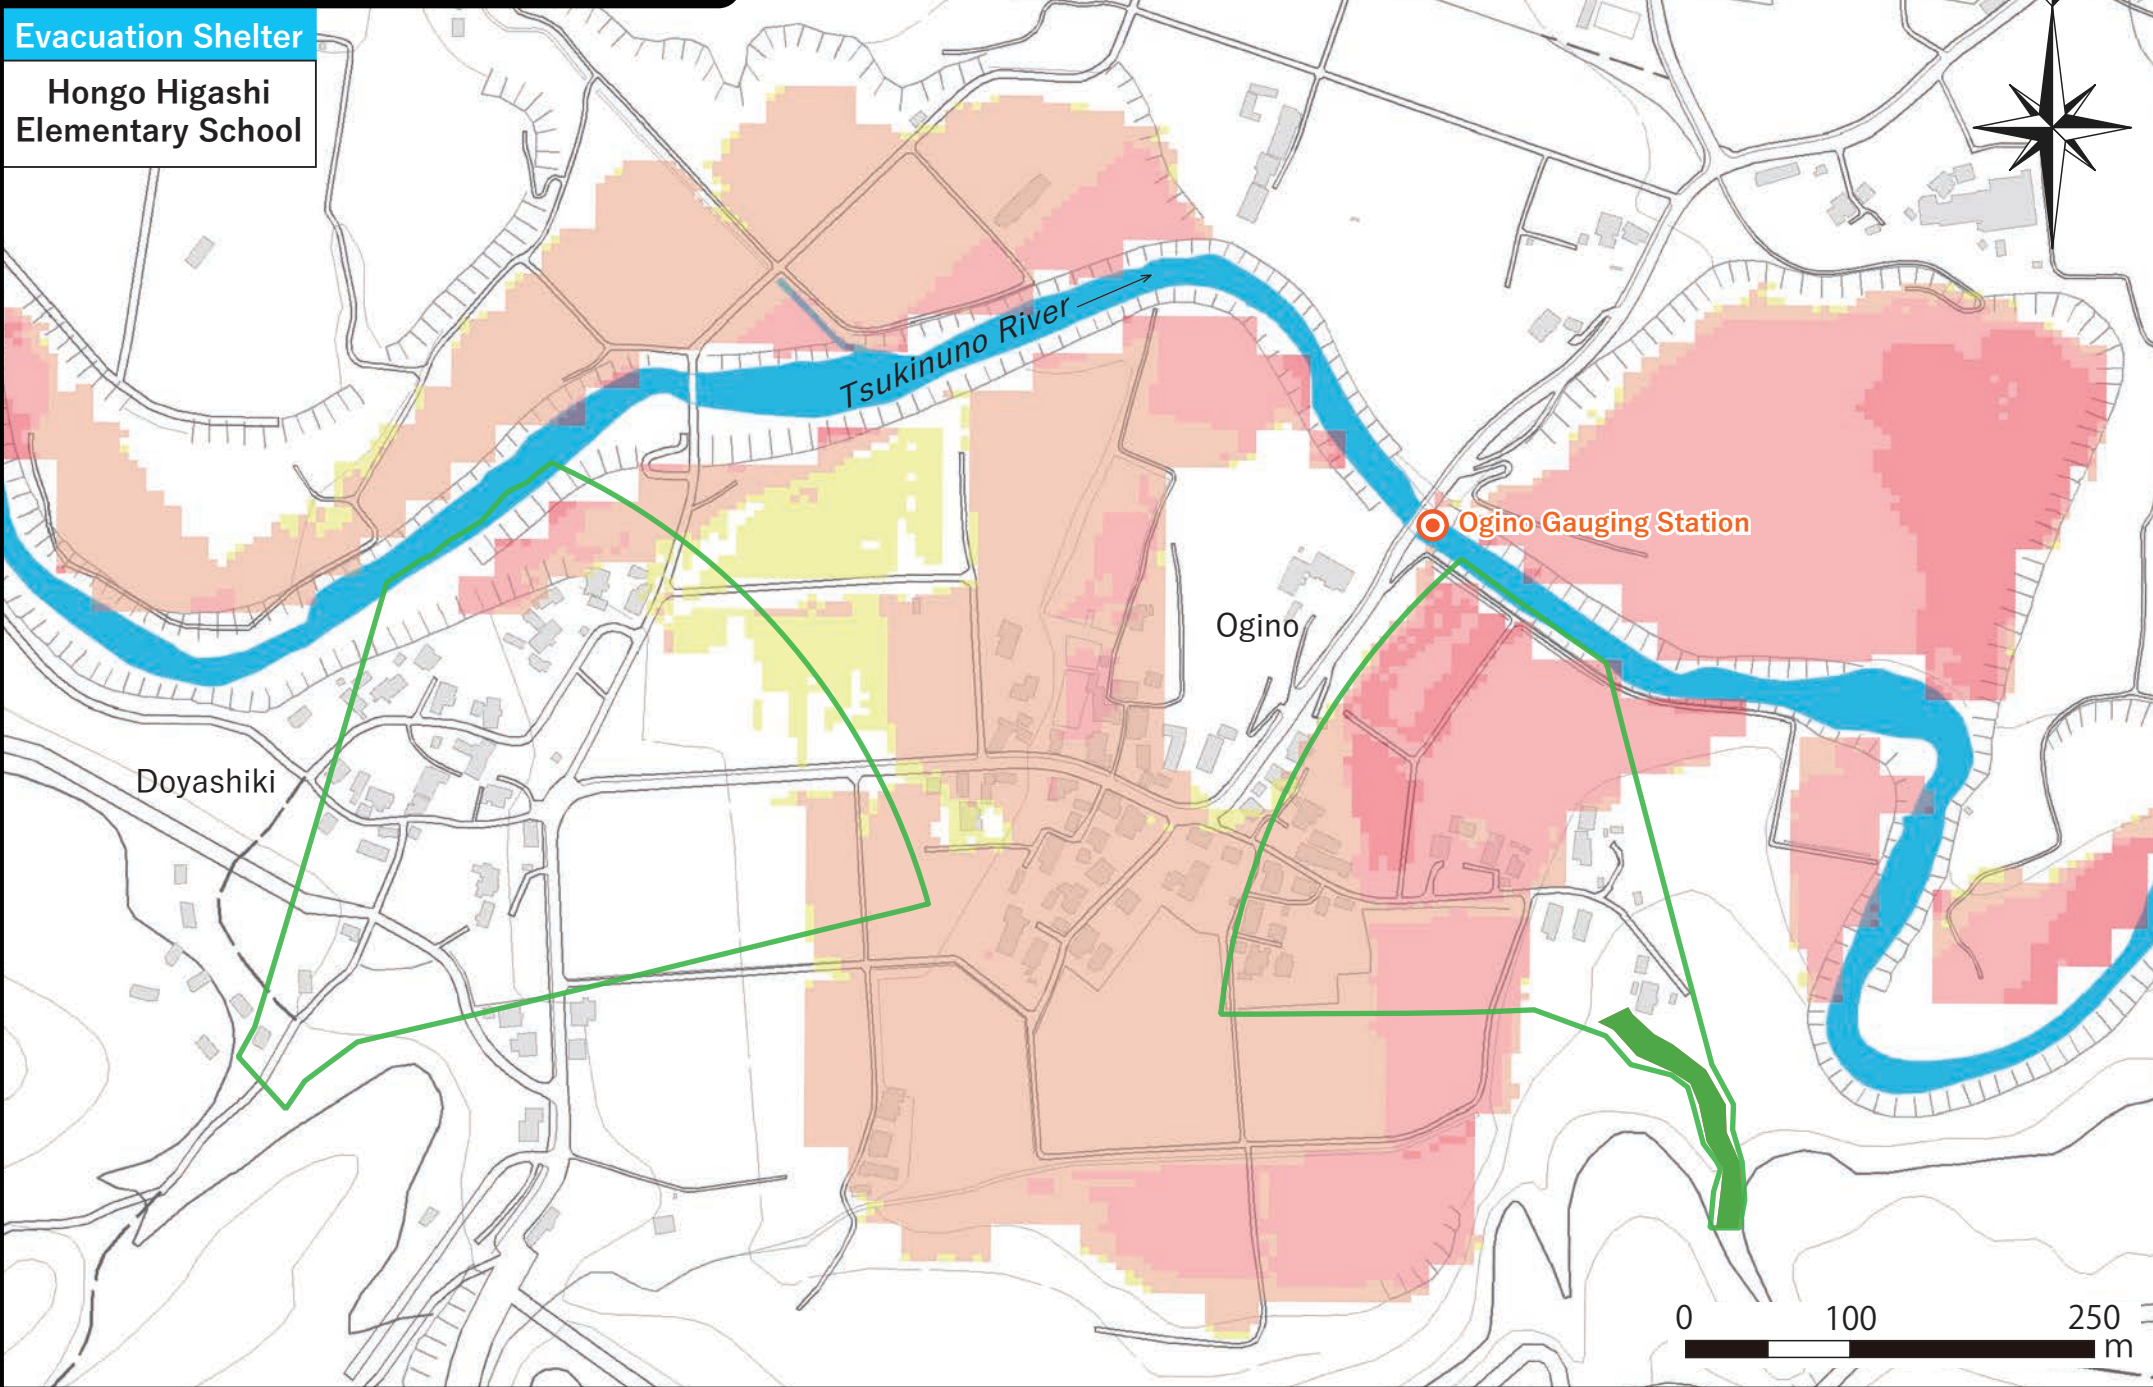 Evacuation Shelter
Hongo Higashi
Elementary School
Tsukinuno River
Ogino Gauging Station
Ogino
Doyashiki
0 100 250
m